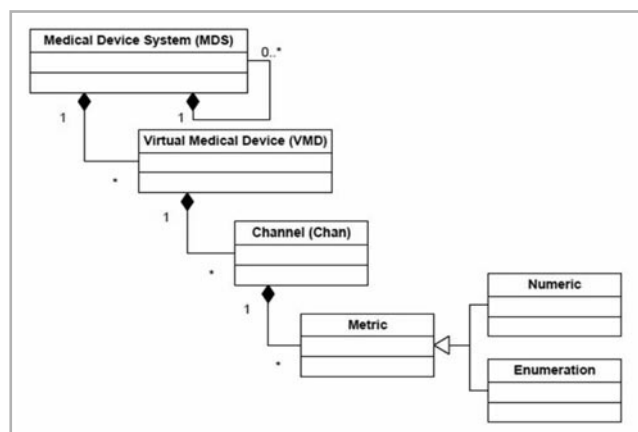 Medical Device System (MDS)
0..*
1
1
Virtual Medical Device (VMD)
*
1
Channel (Chan)
*
1
Numeric
Metric
*
Enumeration